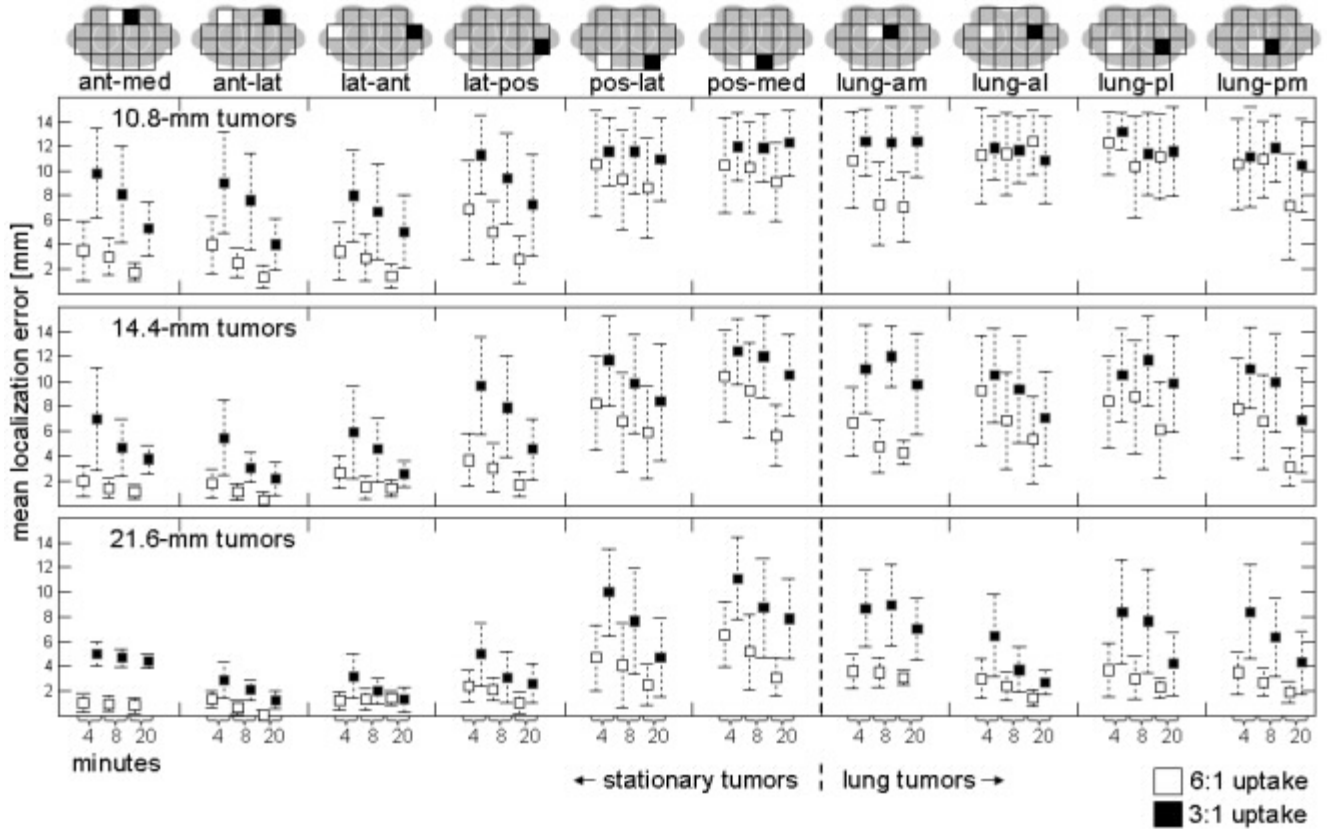 ant-med ant-lat lat-ant lat-pos pos-lat pos-med lung-am lung-al lung-pl lung-pm
mean localization error [mm]
10.8-mm tumors
14
12
10
8
6
4
2
14.4-mm tumors
14
12
10
8
6
4
2
21.6-mm tumors
14
12
10
8
6
4
2
4 8 20 4 8 20 4 8 20 4 8 20 4 8 20 4 8 20 4 8 20 4 8 20 4 8 20 4 8 20
minutes
← stationary tumors lung tumors →
6:1 uptake
3:1 uptake